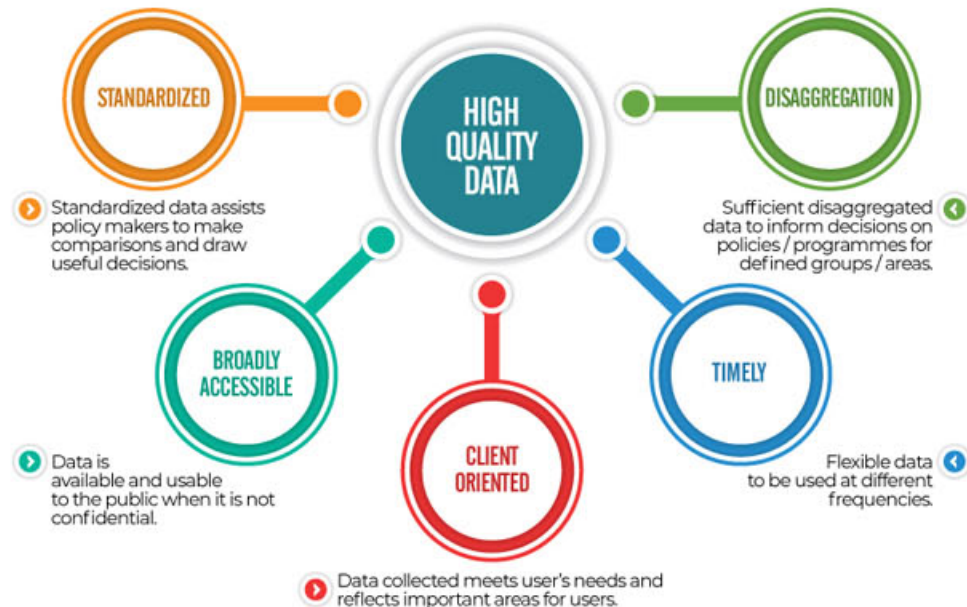 HIGH
QUALITY
DATA
STANDARDIZED
Standardized data assists
policy makers to make
comparisons and draw
useful decisions.
DISAGGREGATION
Sufficient disaggregated
data to inform decisions on
policies / programmes for
defined groups / areas.
BROADLY
ACCESSIBLE
Data is
available and usable
to the public when it is not
confidential.
CLIENT
ORIENTED
Data collected meets user's needs and
reflects important areas for users.
TIMELY
Flexible data
to be used at different
frequencies.